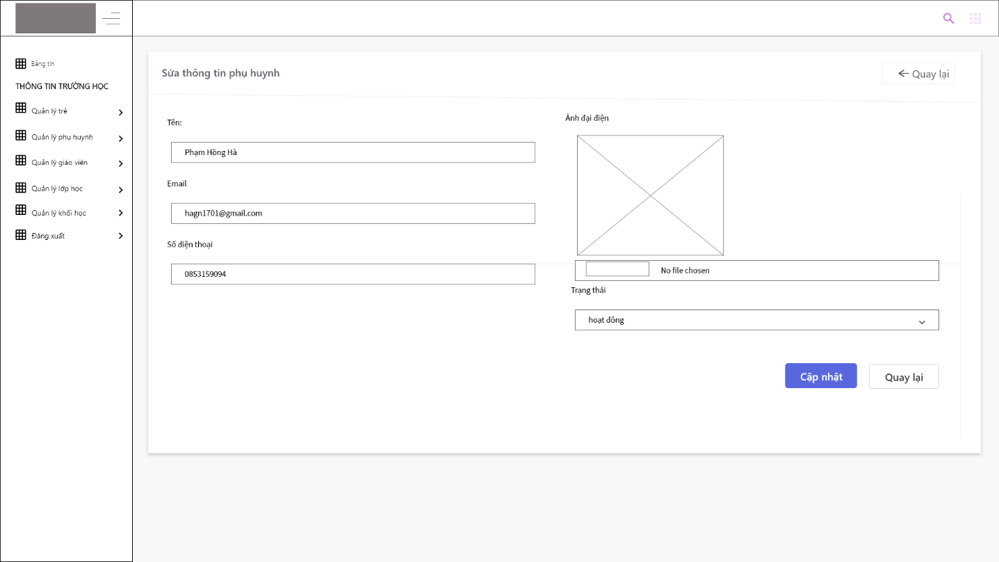 Bảng tin
THÔNG TIN TRƯỜNG HỌC
Quản lý trẻ
Quản lý phụ huynh
Quản lý giáo viên
Quản lý lớp học
Quản lý khối học
Đăng xuất
Sửa thông tin phụ huynh
Quay lại
Tên:
Phạm Hồng Hà
Email
hagn1701@gmail.com
Số điện thoại
0853159094
Ảnh đại điện
No file chosen
Trạng thái
hoạt đông
Cập nhật
Quay lại